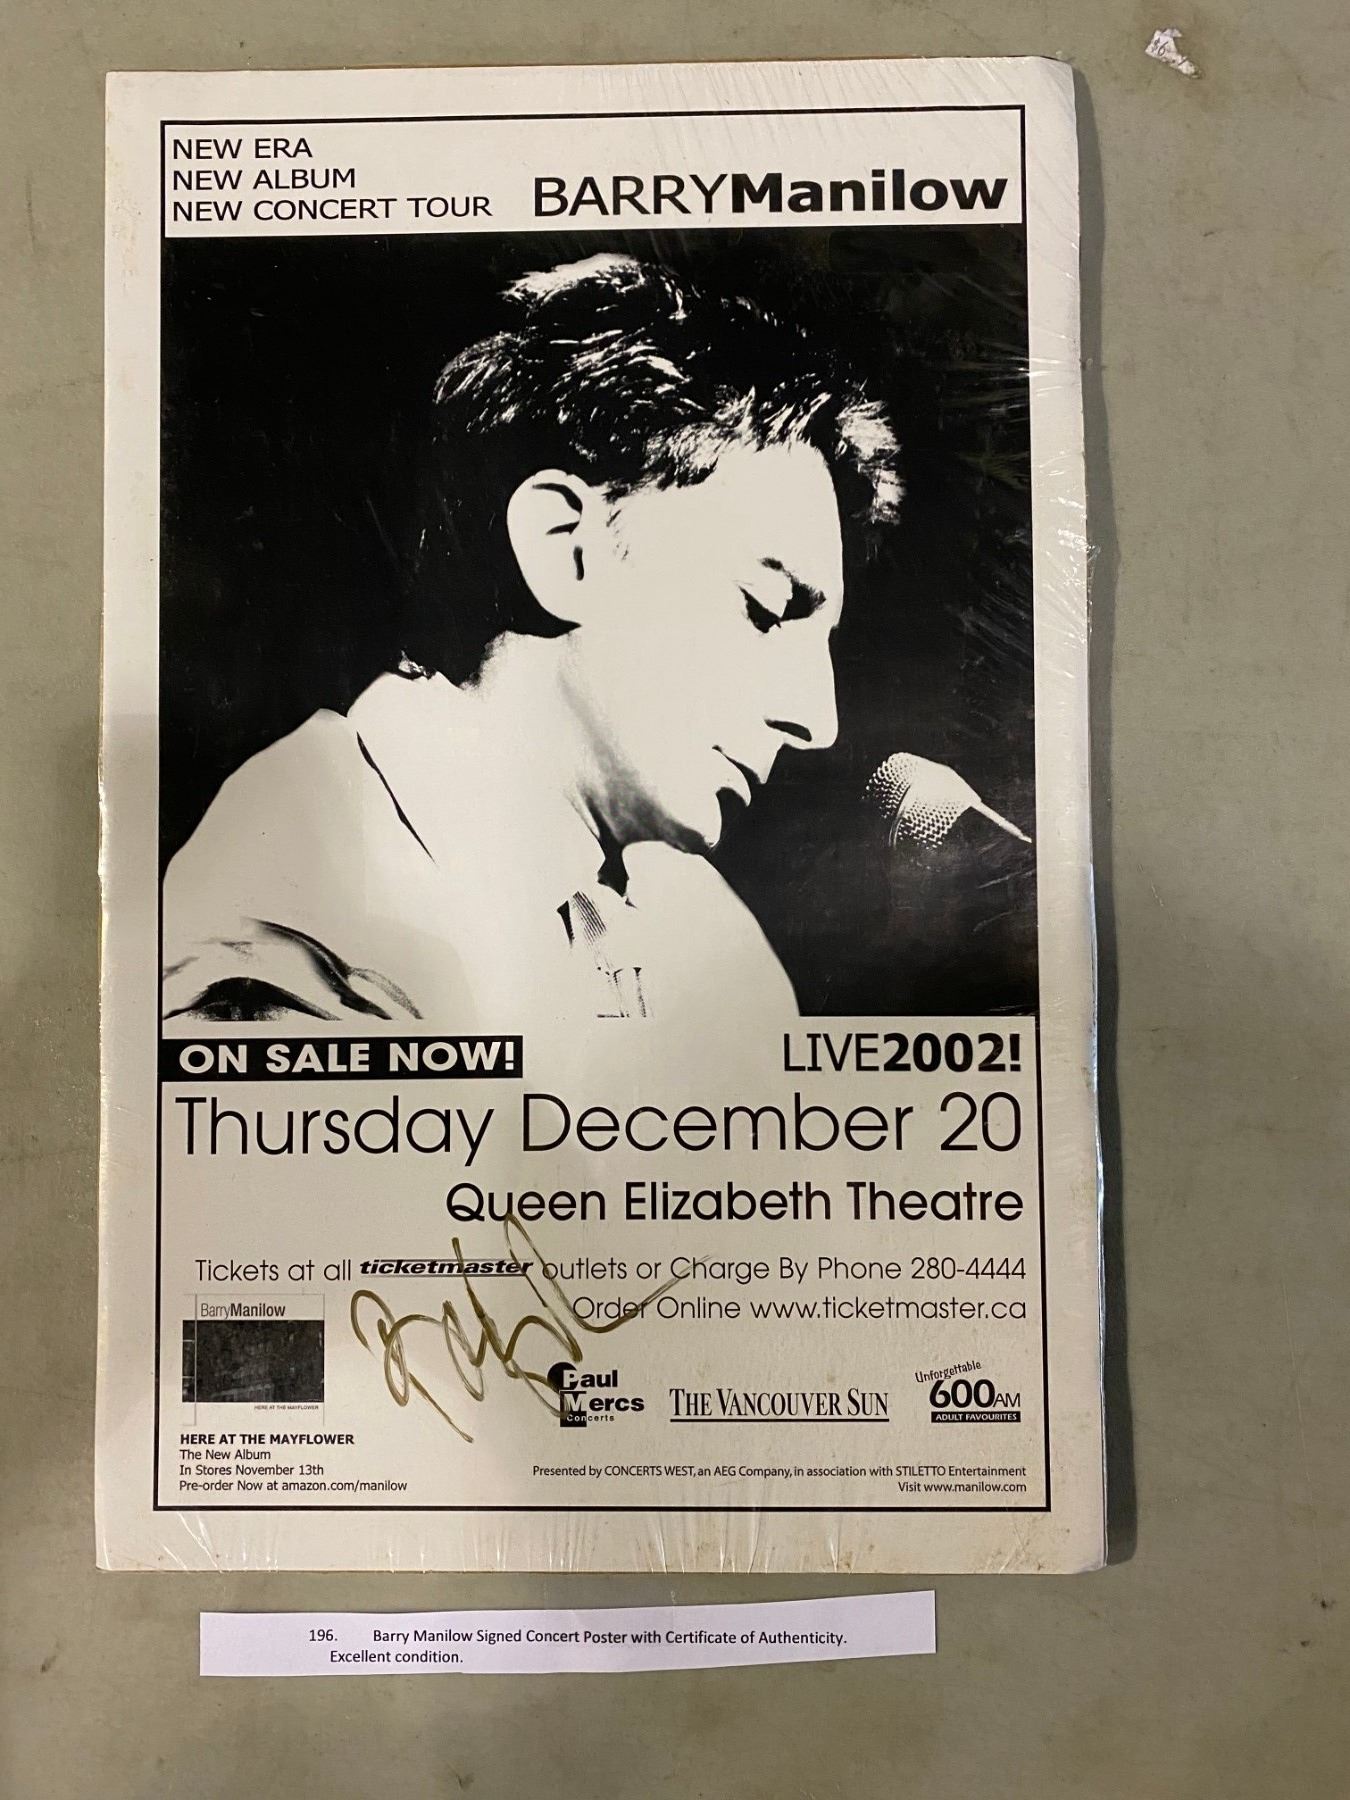 NEW ERA
NEW ALBUM
NEW CONCERT TOUR
BARRYManilow
ON SALE NOW!
LIVE2002!
Thursday December 20
Queen Elizabeth Theatre
Tickets at all ticketmaster outlets or Charge By Phone 280-4444
Order Online www.ticketmaster.ca
BarryManilow
HERE AT THE MAYFLOWER
HERE AT THE MAYFLOWER
The New Album
In Stores November 13th
Pre-order Now at amazon.com/manilow
Paul
Mercs
Concerts
THE VANCOUVER SUN
Unforgettable
600AM
ADULT FAVOURITES
Presented by CONCERTS WEST, an AEG Company, in association with STILETTO Entertainment
Visit www.manilow.com
196. Barry Manilow Signed Concert Poster with Certificate of Authenticity.
Excellent condition.